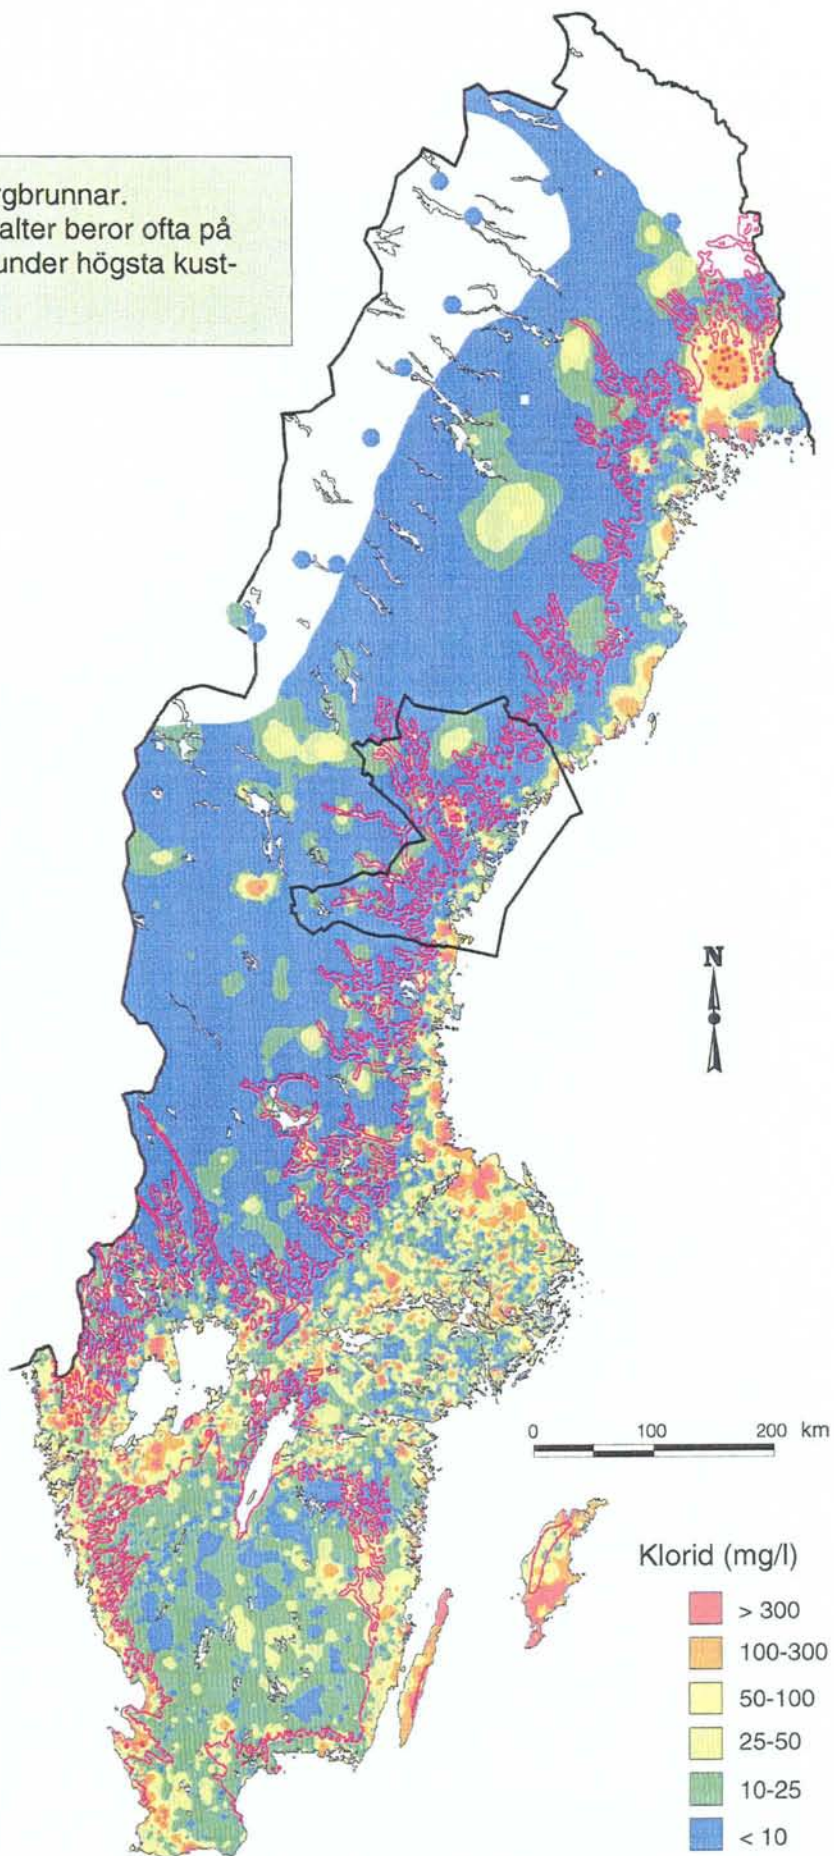 rgbrunnar.
alter beror ofta på
under högsta kust-
N
0 100 200 km
Klorid (mg/l)
> 300
100-300
50-100
25-50
10-25
< 10